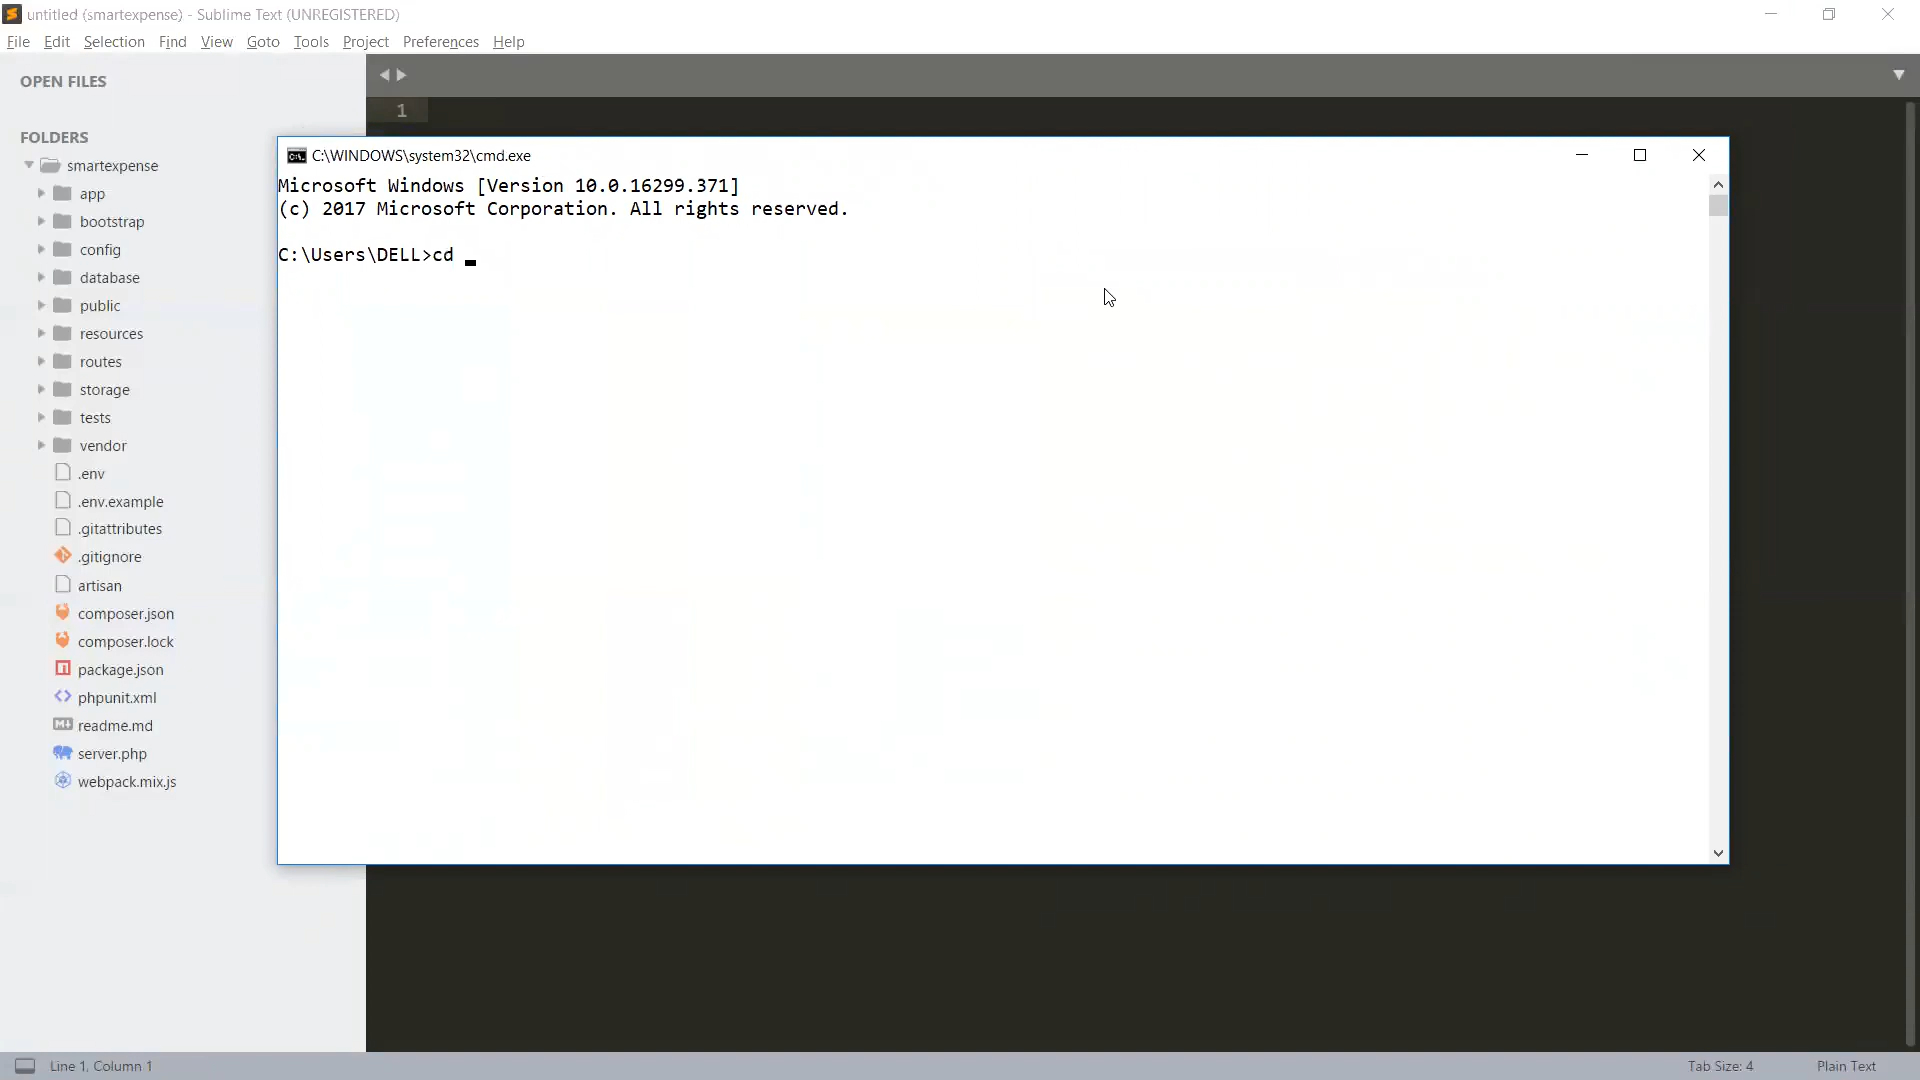 untitled (smartexpense) - Sublime Text (UNREGISTERED)
File Edit Selection Find View Goto Tools Project Preferences Help
OPEN FILES
1
FOLDERS
smartexpense
app
bootstrap
config
database
public
resources
routes
storage
tests
vendor
.env
.env.example
.gitattributes
.gitignore
artisan
composer.json
composer.lock
package.json
phpunit.xml
readme.md
server.php
webpack.mix.js
C:\WINDOWS\system32\cmd.exe
Microsoft Windows [Version 10.0.16299.371]
(c) 2017 Microsoft Corporation. All rights reserved.
C:\Users\DELL>cd
Line 1, Column 1
Tab Size: 4
Plain Text